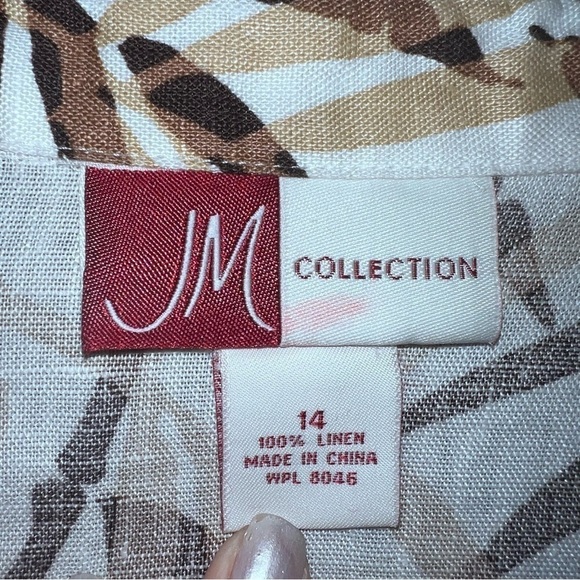 JM
COLLECTION
14
100% LINEN
MADE IN CHINA
WPL 8046